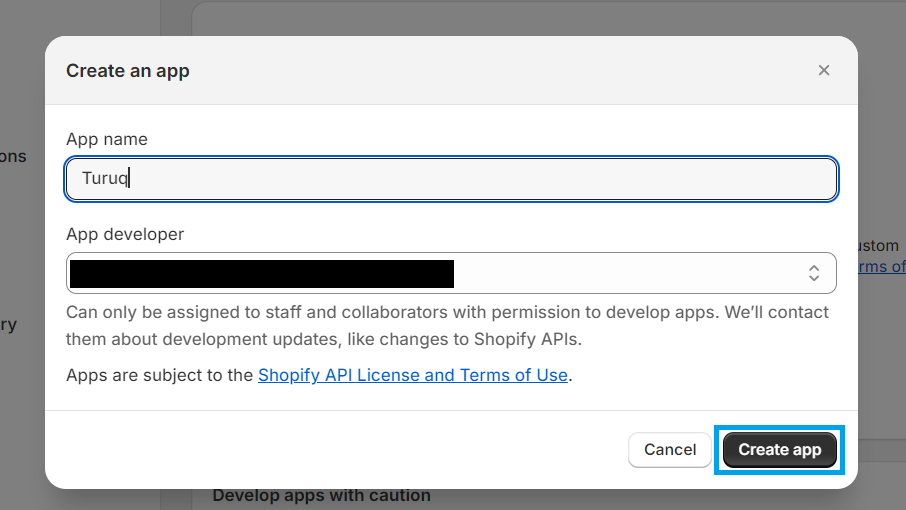 Create an app
ons
App name
Turuq
App developer
ustom
rms of
Can only be assigned to staff and collaborators with permission to develop apps. We’ll contact
them about development updates, like changes to Shopify APIs.
ry
Apps are subject to the Shopify API License and Terms of Use.
Cancel
Create app
Develop apps with caution